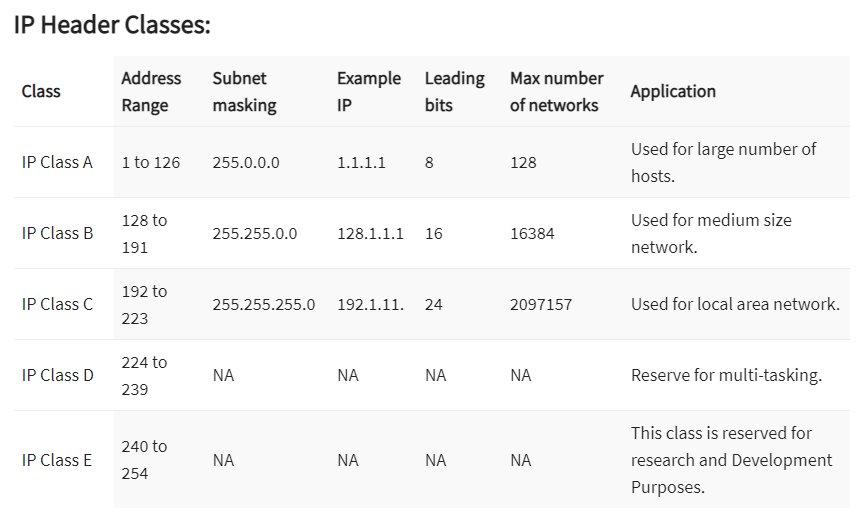 IP Header Classes:
Class Address Range Subnet masking Example IP Leading bits Max number of networks Application
IP Class A 1 to 126 255.0.0.0 1.1.1.1 8 128 Used for large number of hosts.
IP Class B 128 to 191 255.255.0.0 128.1.1.1 16 16384 Used for medium size network.
IP Class C 192 to 223 255.255.255.0 192.1.11. 24 2097157 Used for local area network.
IP Class D 224 to 239 NA NA NA NA Reserve for multi-tasking.
IP Class E 240 to 254 NA NA NA NA This class is reserved for research and Development Purposes.